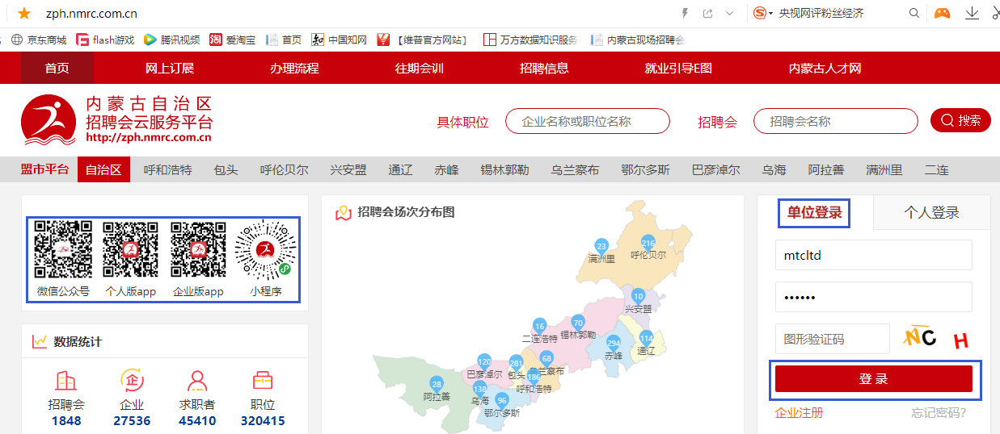 zph.nmrc.com.cn
央视网评粉丝经济
京东商城 flash游戏 腾讯视频 爱淘宝 首页 中国知网 【维普官方网站】 万方数据知识服务 内蒙古现场招聘会
首页 网上订展 办理流程 往期会训 招聘信息 就业引导E图 内蒙古人才网
内蒙古自治区
招聘会云服务平台
http://zph.nmrc.com.cn
具体职位 企业名称或职位名称 招聘会 招聘会名称 搜索
盟市平台 自治区 呼和浩特 包头 呼伦贝尔 兴安盟 通辽 赤峰 锡林郭勒 乌兰察布 鄂尔多斯 巴彦淖尔 乌海 阿拉善 满洲里 二连
微信公众号 个人版app 企业版app 小程序
数据统计
招聘会 企业 求职者 职位
1848 27536 45410 320415
招聘会场次分布图
23
满洲里
216
呼伦贝尔
10
兴安盟
16
二连浩特
70
锡林郭勒
294
赤峰
114
通辽
120
巴彦淖尔
281
包头
68
乌兰察布
186
呼和浩特
28
阿拉善
138
乌海
96
鄂尔多斯
单位登录 个人登录
mtcltd
••••••
图形验证码 N C H
登 录
企业注册 忘记密码?